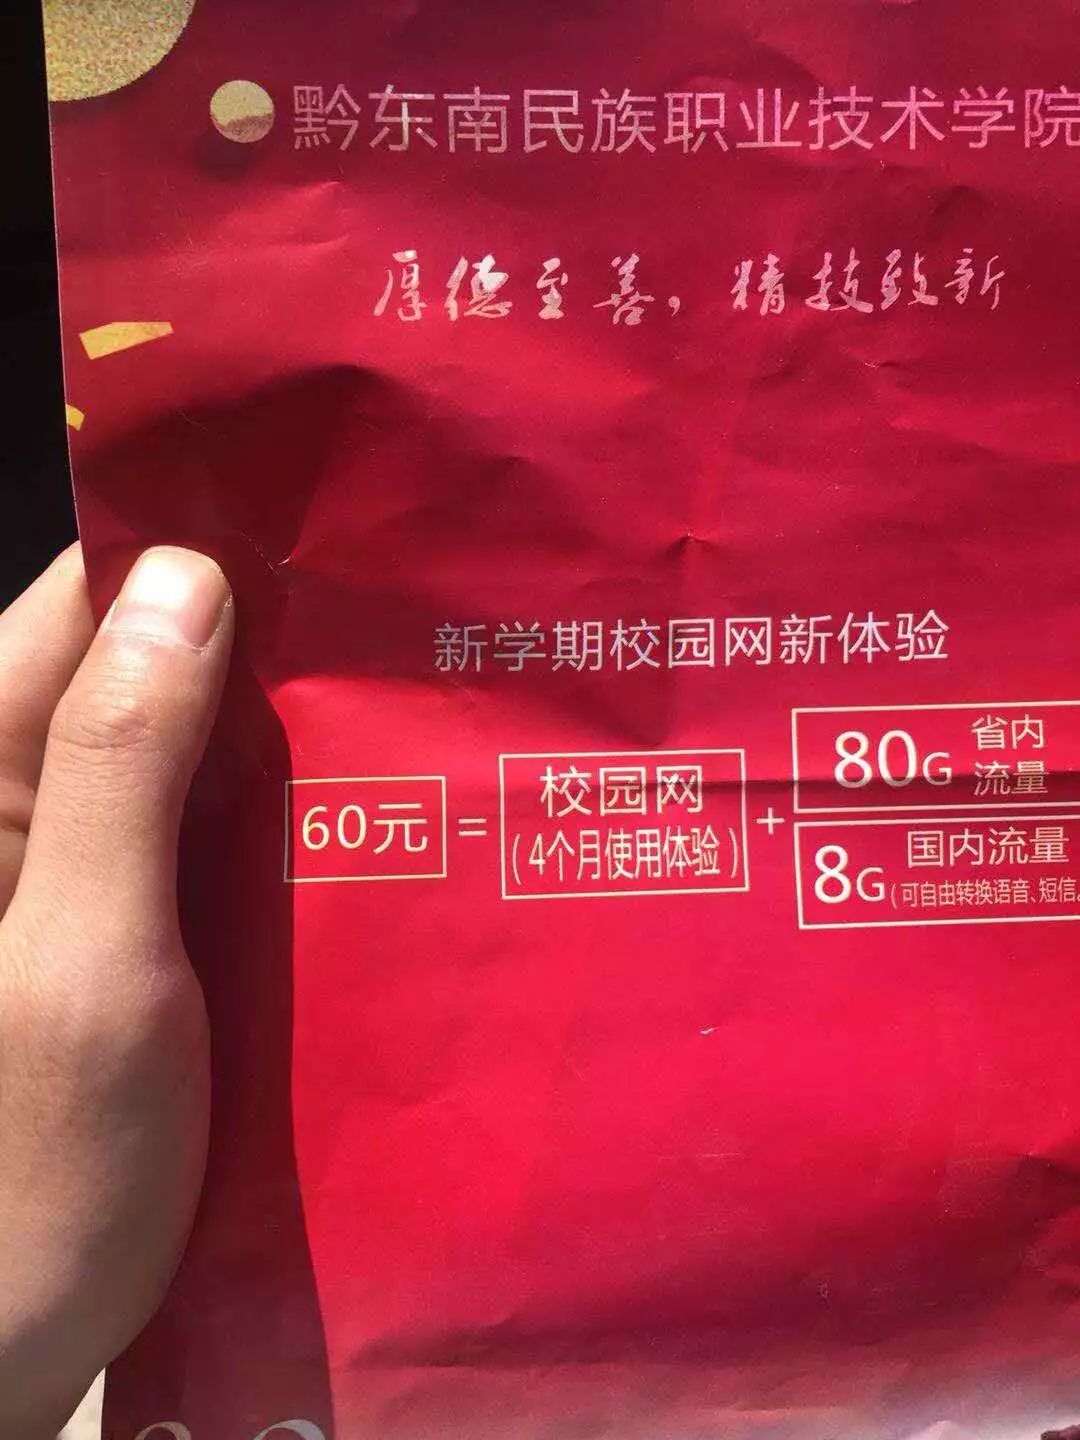 黔东南民族职业技术学院
厚德至善，精技致新
新学期校园网新体验
60元
=
校园网
(4个月使用体验)
+
80G 省内流量
8G 国内流量
(可自由转换语音、短信